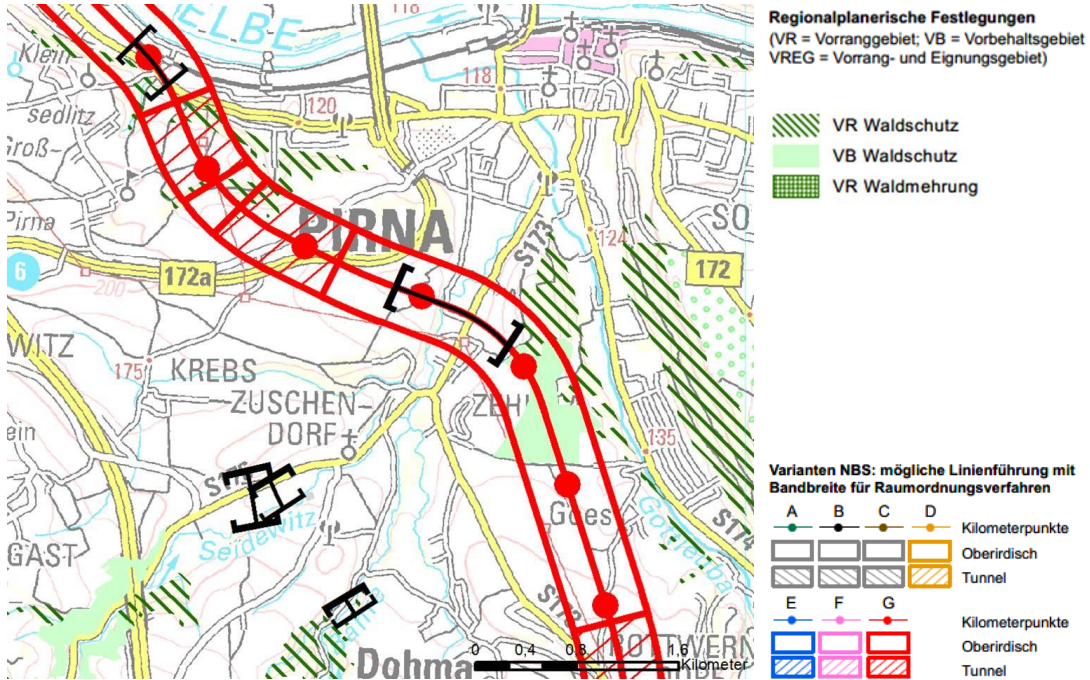 ELBE
118
Klein
118
sedlitz
120
Groß-
Pirna
PIRNA
S173
124
SO
6
172a
172
200
WITZ
175
KREBS
ZUSCHEN-
DORF
ZEH
ein
135
S175
Goes
Seidewitz
Gottleuba
GAST
S174
Dohma
0 0,4 0,8 1,6
Kilometer
Regionalplanerische Festlegungen
(VR = Vorranggebiet; VB = Vorbehaltsgebiet
VREG = Vorrang- und Eignungsgebiet)
VR Waldschutz
VB Waldschutz
VR Waldmehrung
Varianten NBS: mögliche Linienführung mit
Bandbreite für Raumordnungsverfahren
A B C D
Kilometerpunkte
Oberirdisch
Tunnel
E F G
Kilometerpunkte
Oberirdisch
Tunnel